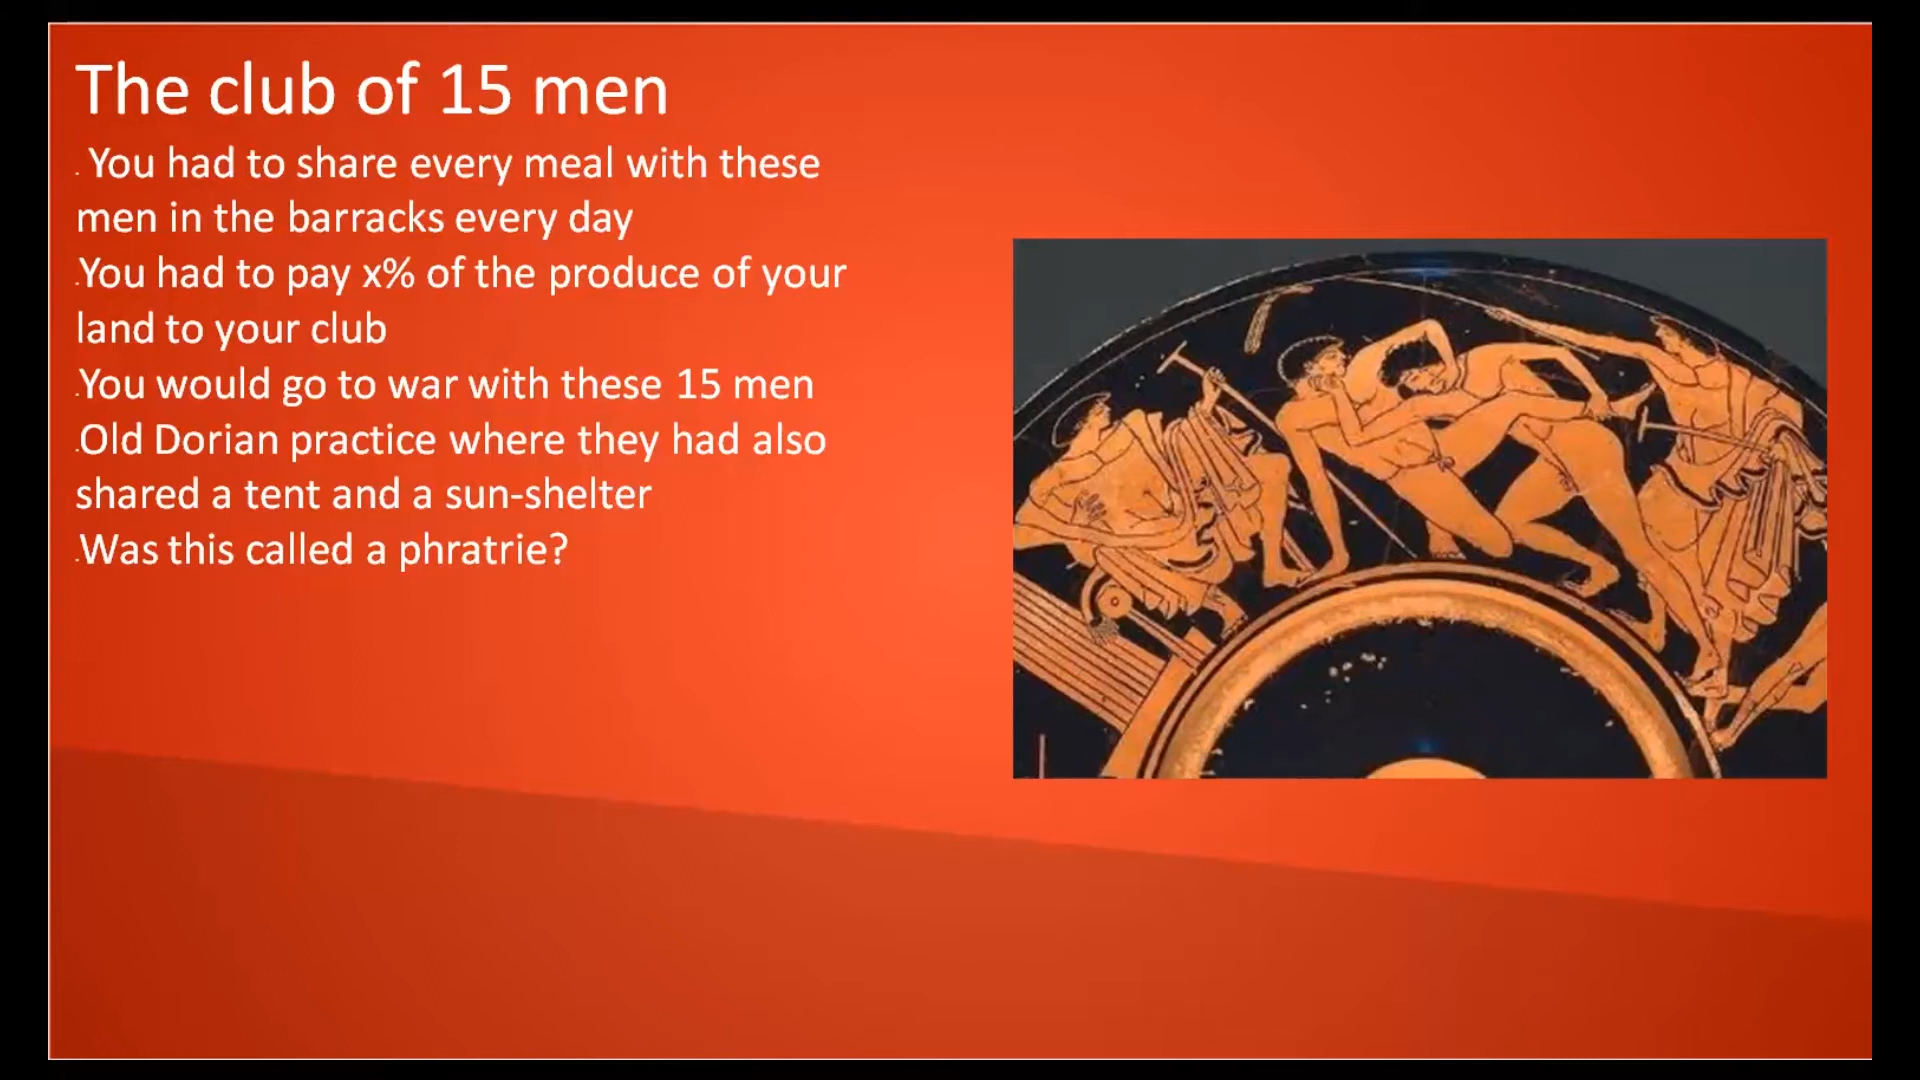 The club of 15 men
. You had to share every meal with these
men in the barracks every day
.You had to pay x% of the produce of your
land to your club
.You would go to war with these 15 men
.Old Dorian practice where they had also
shared a tent and a sun-shelter
.Was this called a phratrie?